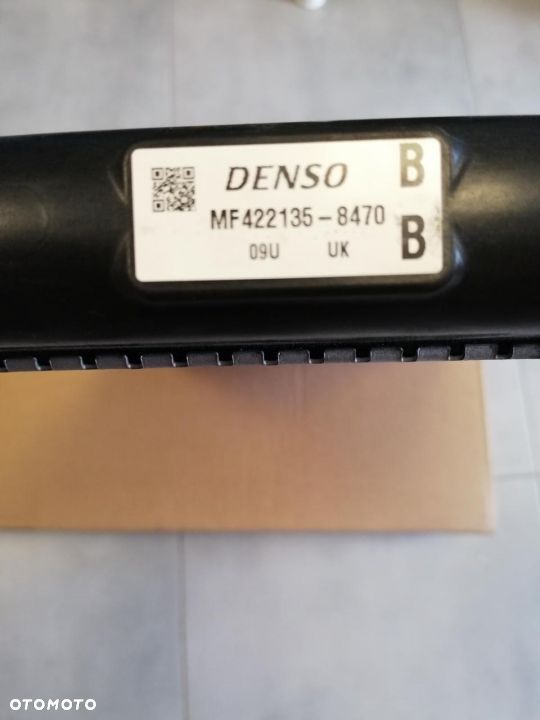 DENSO B
MF422135-8470
09U UK B
OTOMOTO